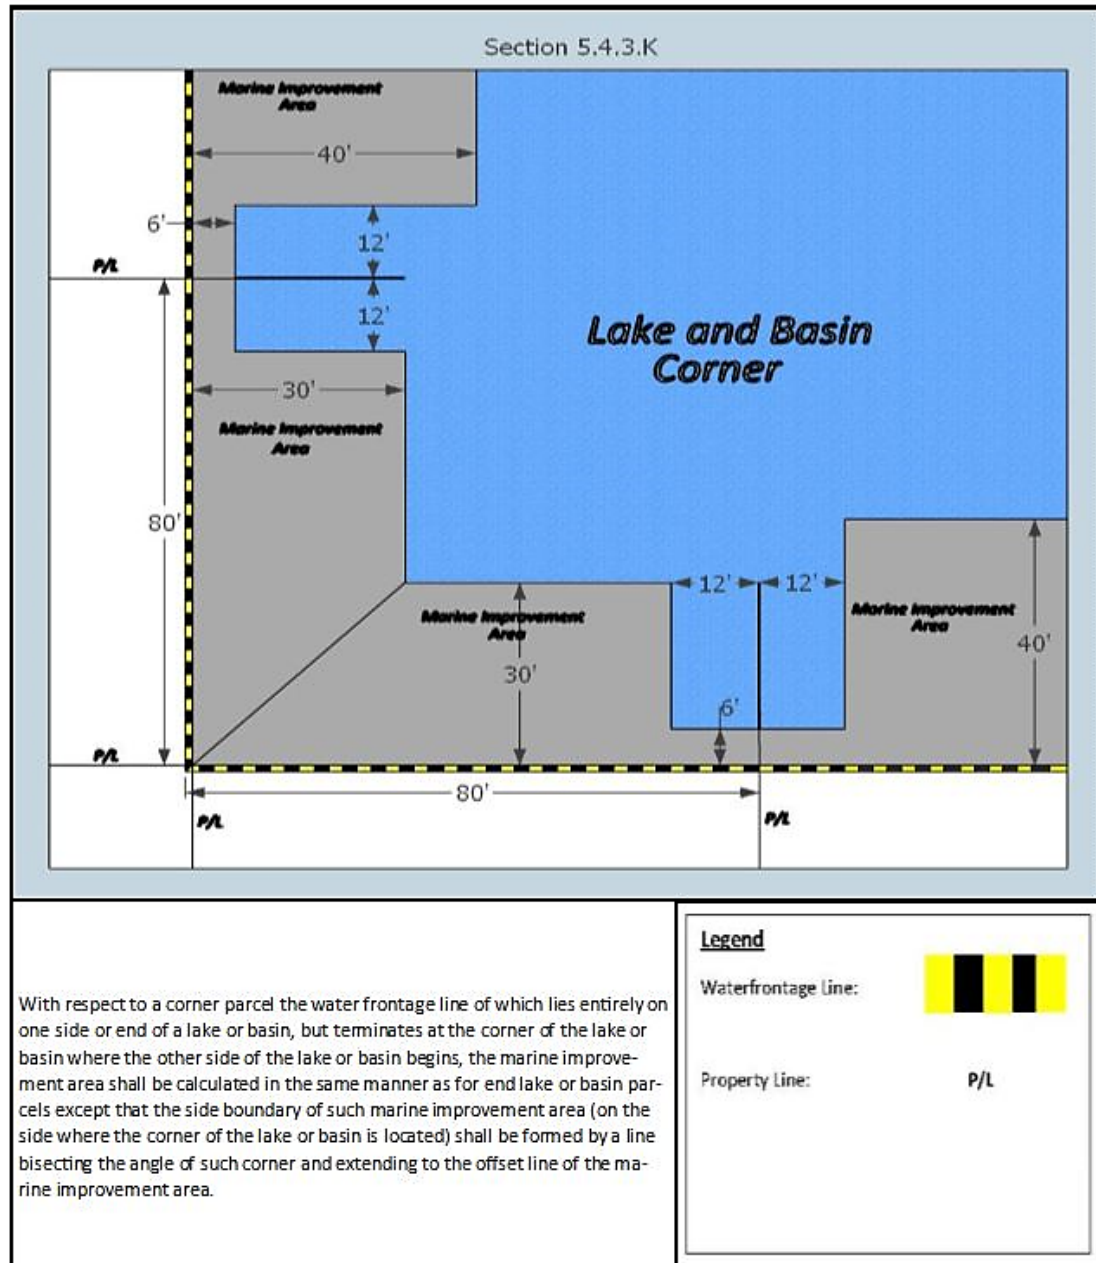 Section 5.4.3.K
Marine Improvement
Area
40'
6'
12'
P/L
12'
Lake and Basin
Corner
30'
Marine Improvement
Area
80'
12'
12'
Marine Improvement
Area
Marine Improvement
Area
40'
30'
6'
P/L
80'
P/L
P/L
With respect to a corner parcel the water frontage line of which lies entirely on
one side or end of a lake or basin, but terminates at the corner of the lake or
basin where the other side of the lake or basin begins, the marine improve-
ment area shall be calculated in the same manner as for end lake or basin par-
cels except that the side boundary of such marine improvement area (on the
side where the corner of the lake or basin is located) shall be formed by a line
bisecting the angle of such corner and extending to the offset line of the ma-
rine improvement area.
Legend
Waterfrontage Line:
Property Line:
P/L